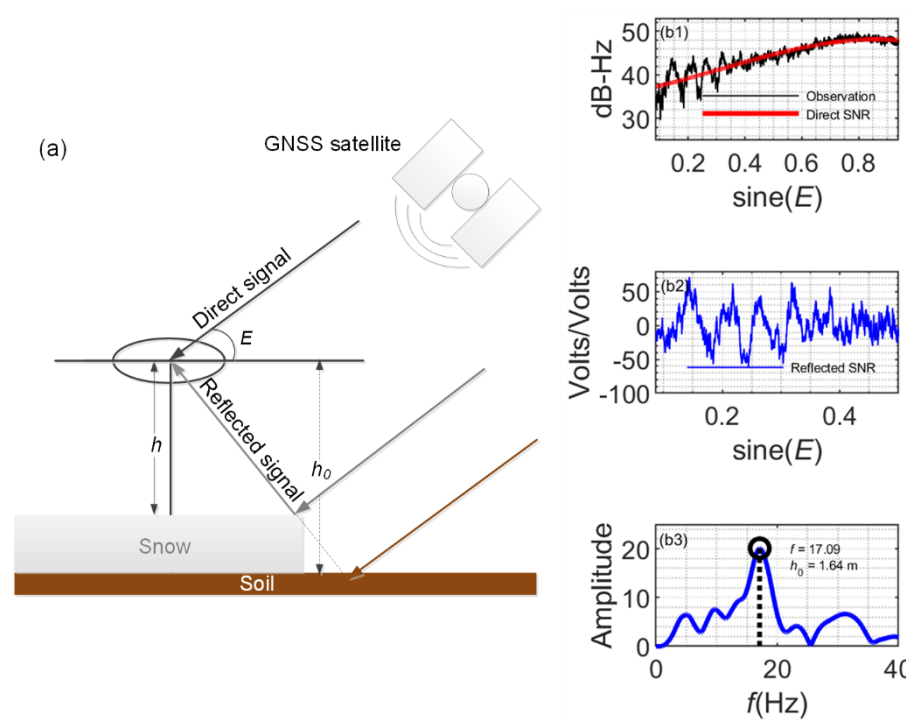 (a)
GNSS satellite
Direct signal
E
Reflected signal
h
h0
Snow
Soil
(b1)
dB-Hz
50
40
30
Observation
Direct SNR
0.2 0.4 0.6 0.8
sine(E)
(b2)
Volts/Volts
50
0
-50
-100
Reflected SNR
0.2 0.4
sine(E)
(b3)
Amplitude
20
10
0
f = 17.09
h0 = 1.64 m
0 20 40
f(Hz)